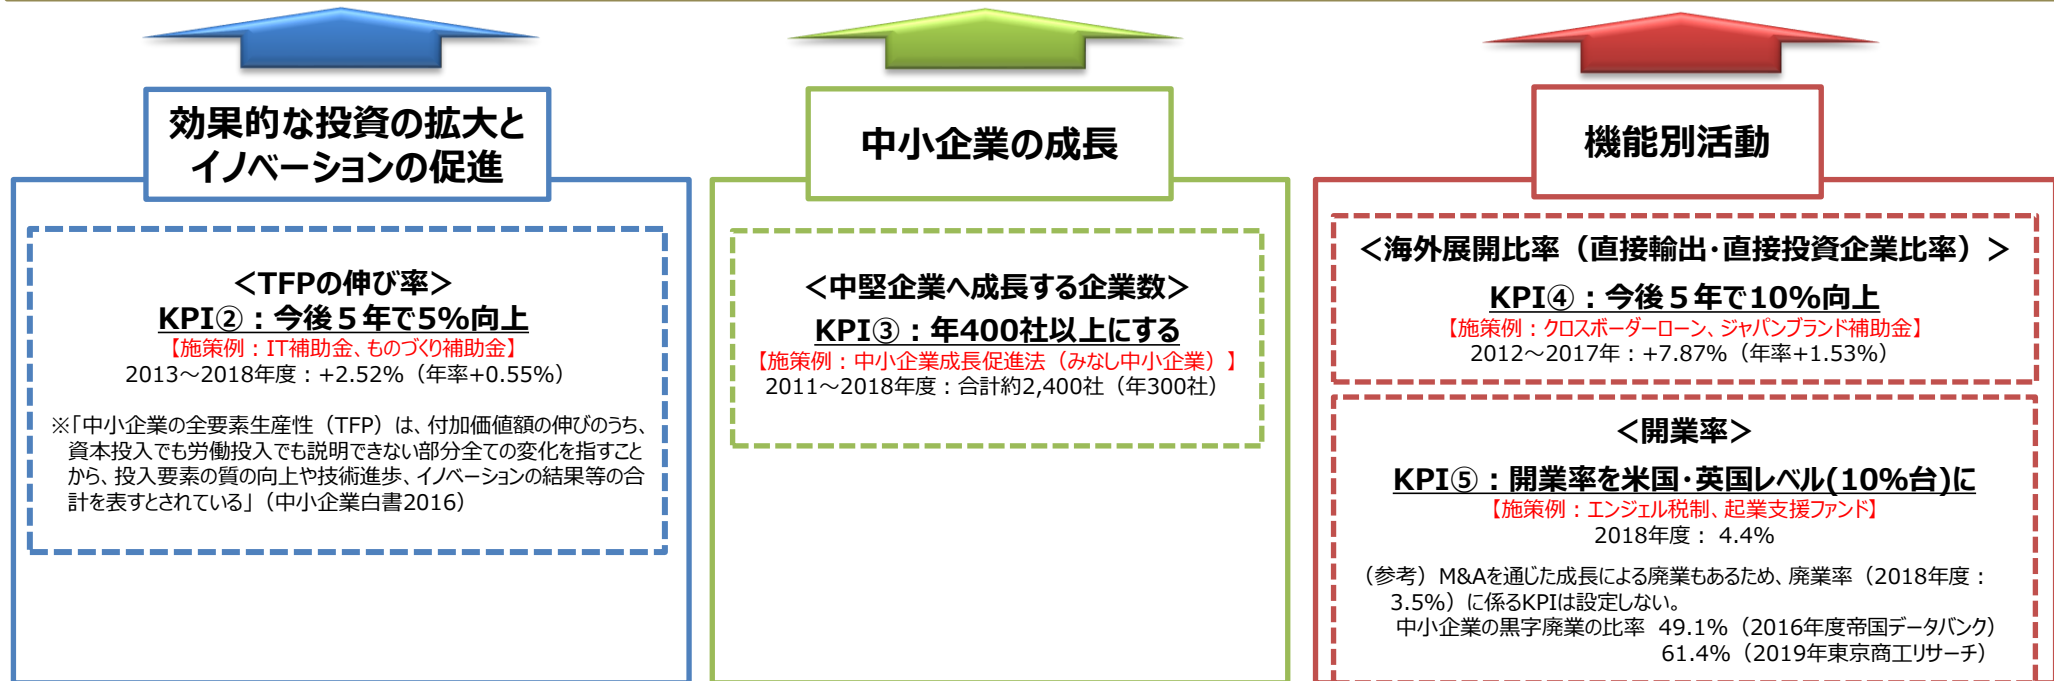 効果的な投資の拡大と
イノベーションの促進
＜TFPの伸び率＞
KPI②：今後５年で5%向上
【施策例：IT補助金、ものづくり補助金】
2013～2018年度：+2.52%（年率+0.55%）
※「中小企業の全要素生産性（TFP）は、付加価値額の伸びのうち、
資本投入でも労働投入でも説明できない部分全ての変化を指すこと
から、投入要素の質の向上や技術進歩、イノベーションの結果等の合
計を表すとされている」（中小企業白書2016）
中小企業の成長
＜中堅企業へ成長する企業数＞
KPI③：年400社以上にする
【施策例：中小企業成長促進法（みなし中小企業）】
2011～2018年度：合計約2,400社（年300社）
機能別活動
＜海外展開比率（直接輸出・直接投資企業比率）＞
KPI④：今後５年で10%向上
【施策例：クロスボーダーローン、ジャパンブランド補助金】
2012～2017年：+7.87%（年率+1.53%）
＜開業率＞
KPI⑤：開業率を米国・英国レベル(10%台)に
【施策例：エンジェル税制、起業支援ファンド】
2018年度： 4.4%
（参考）M&Aを通じた成長による廃業もあるため、廃業率（2018年度：
3.5%）に係るKPIは設定しない。
中小企業の黒字廃業の比率 49.1%（2016年度帝国データバンク）
61.4%（2019年東京商工リサーチ）